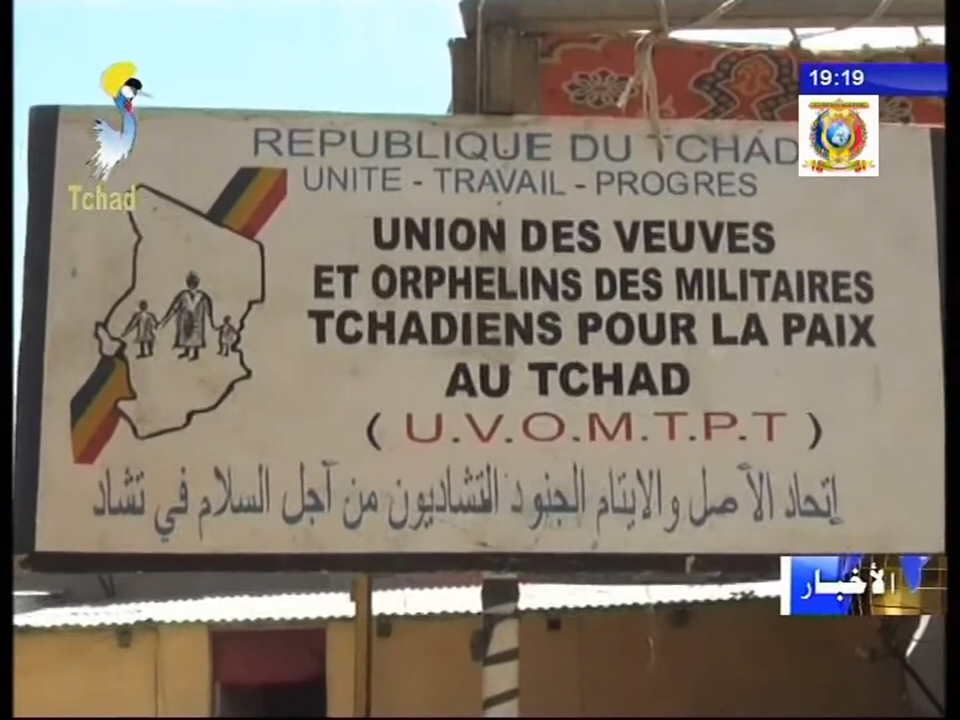 19:19
Tchad
REPUBLIQUE DU TCHAD
UNITE - TRAVAIL - PROGRES
UNION DES VEUVES
ET ORPHELINS DES MILITAIRES
TCHADIENS POUR LA PAIX
AU TCHAD
( U.V.O.M.T.P.T )
إتحاد الآصل والايتام الجنود التشاديون من آجل السلام في تشاد
الأخبار